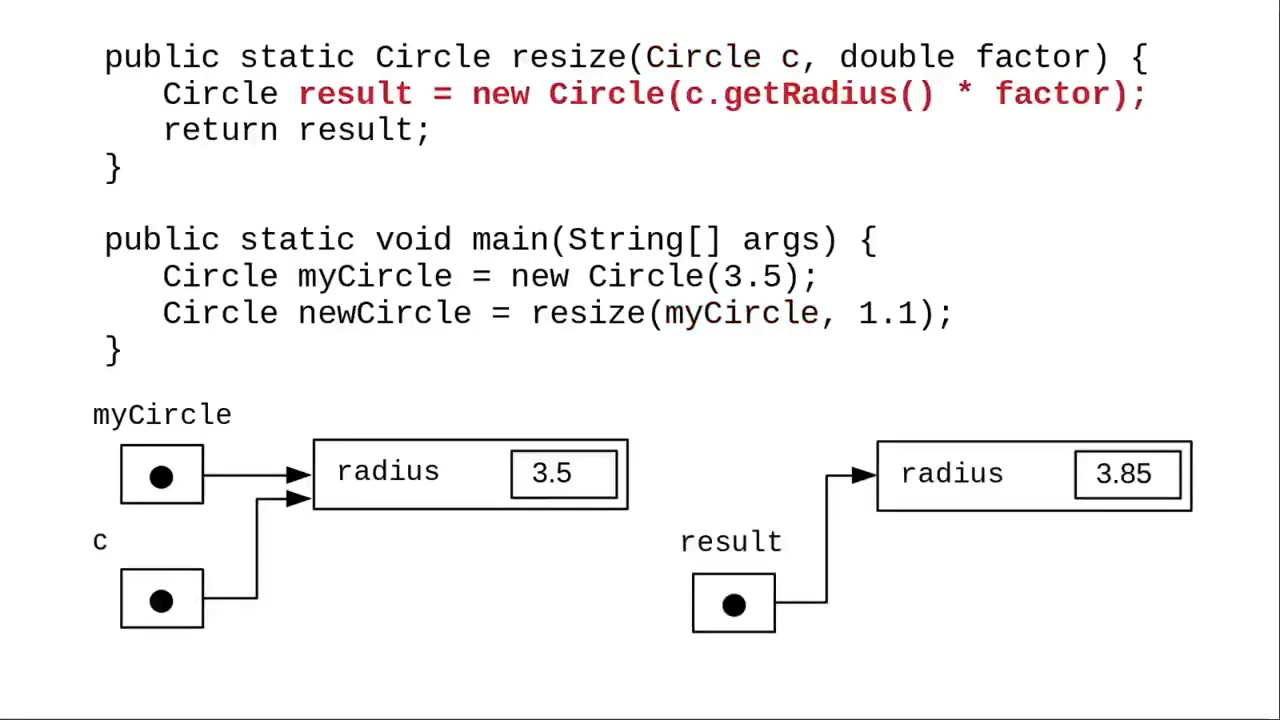 public static Circle resize(Circle c, double factor) {
Circle result = new Circle(c.getRadius() * factor);
return result;
}
public static void main(String[] args) {
Circle myCircle = new Circle(3.5);
Circle newCircle = resize(myCircle, 1.1);
}
myCircle
radius 3.5
radius 3.85
c
result